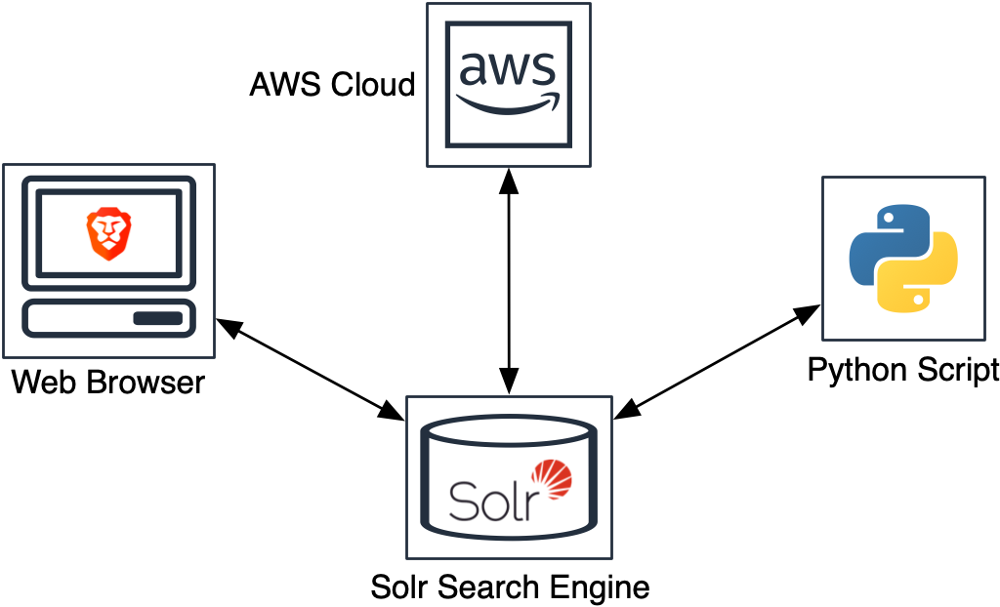 aws
AWS Cloud
Web Browser
Python Script
Solr
Solr Search Engine